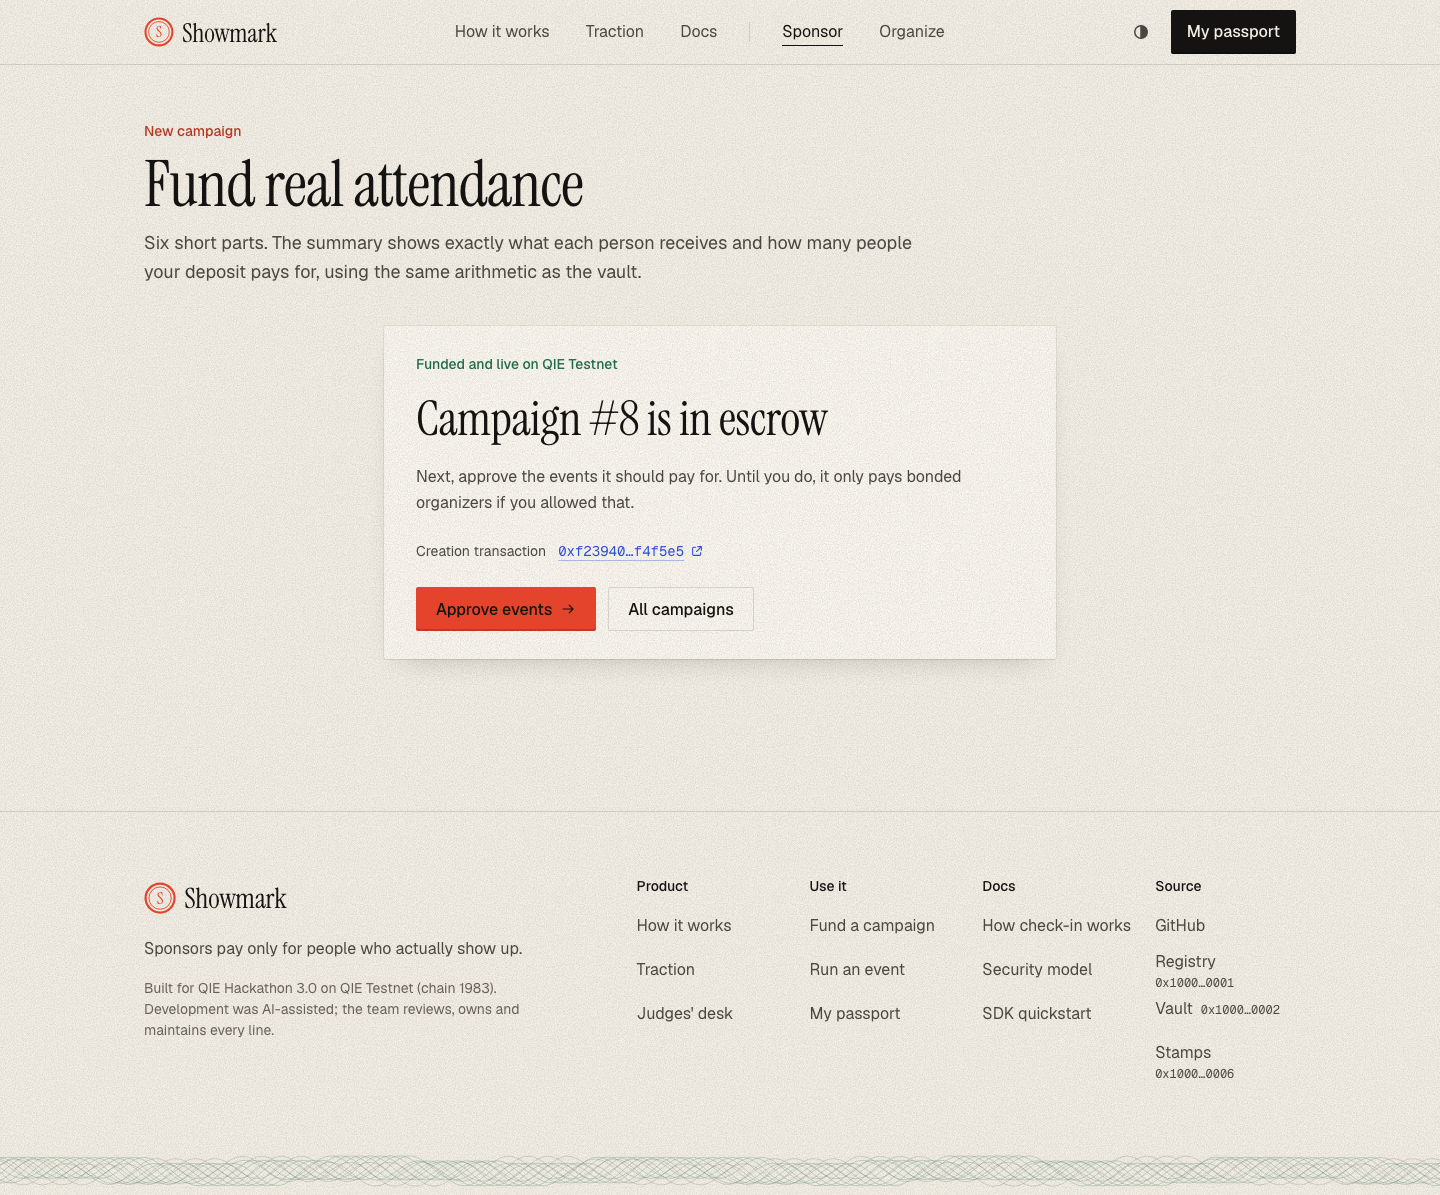 S Showmark
How it works Traction Docs Sponsor Organize
My passport
New campaign
Fund real attendance
Six short parts. The summary shows exactly what each person receives and how many people
your deposit pays for, using the same arithmetic as the vault.
Funded and live on QIE Testnet
Campaign #8 is in escrow
Next, approve the events it should pay for. Until you do, it only pays bonded
organizers if you allowed that.
Creation transaction 0xf23940…f4f5e5
Approve events →
All campaigns
S Showmark
Sponsors pay only for people who actually show up.
Built for QIE Hackathon 3.0 on QIE Testnet (chain 1983).
Development was AI-assisted; the team reviews, owns and
maintains every line.
Product
How it works
Traction
Judges' desk
Use it
Fund a campaign
Run an event
My passport
Docs
How check-in works
Security model
SDK quickstart
Source
GitHub
Registry
0x1000…0001
Vault 0x1000…0002
Stamps
0x1000…0006